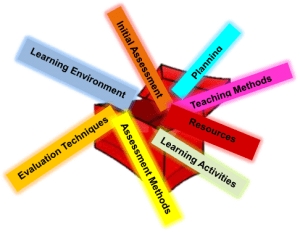 Initial Assessment
Planning
Learning Environment
Teaching Methods
Resources
Evaluation Techniques
Assessment Methods
Learning Activities